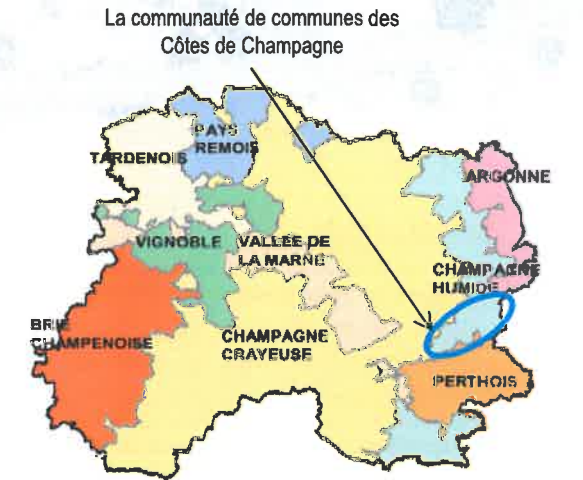 La communauté de communes des
Côtes de Champagne
PAYS
REMOIS
TARDENOIS
ARGONNE
VIGNOBLE
VALLEE DE
LA MARNE
CHAMPAGNE
HUMIDE
BRIE
CHAMPENOISE
CHAMPAGNE
CRAYEUSE
PERTHOIS